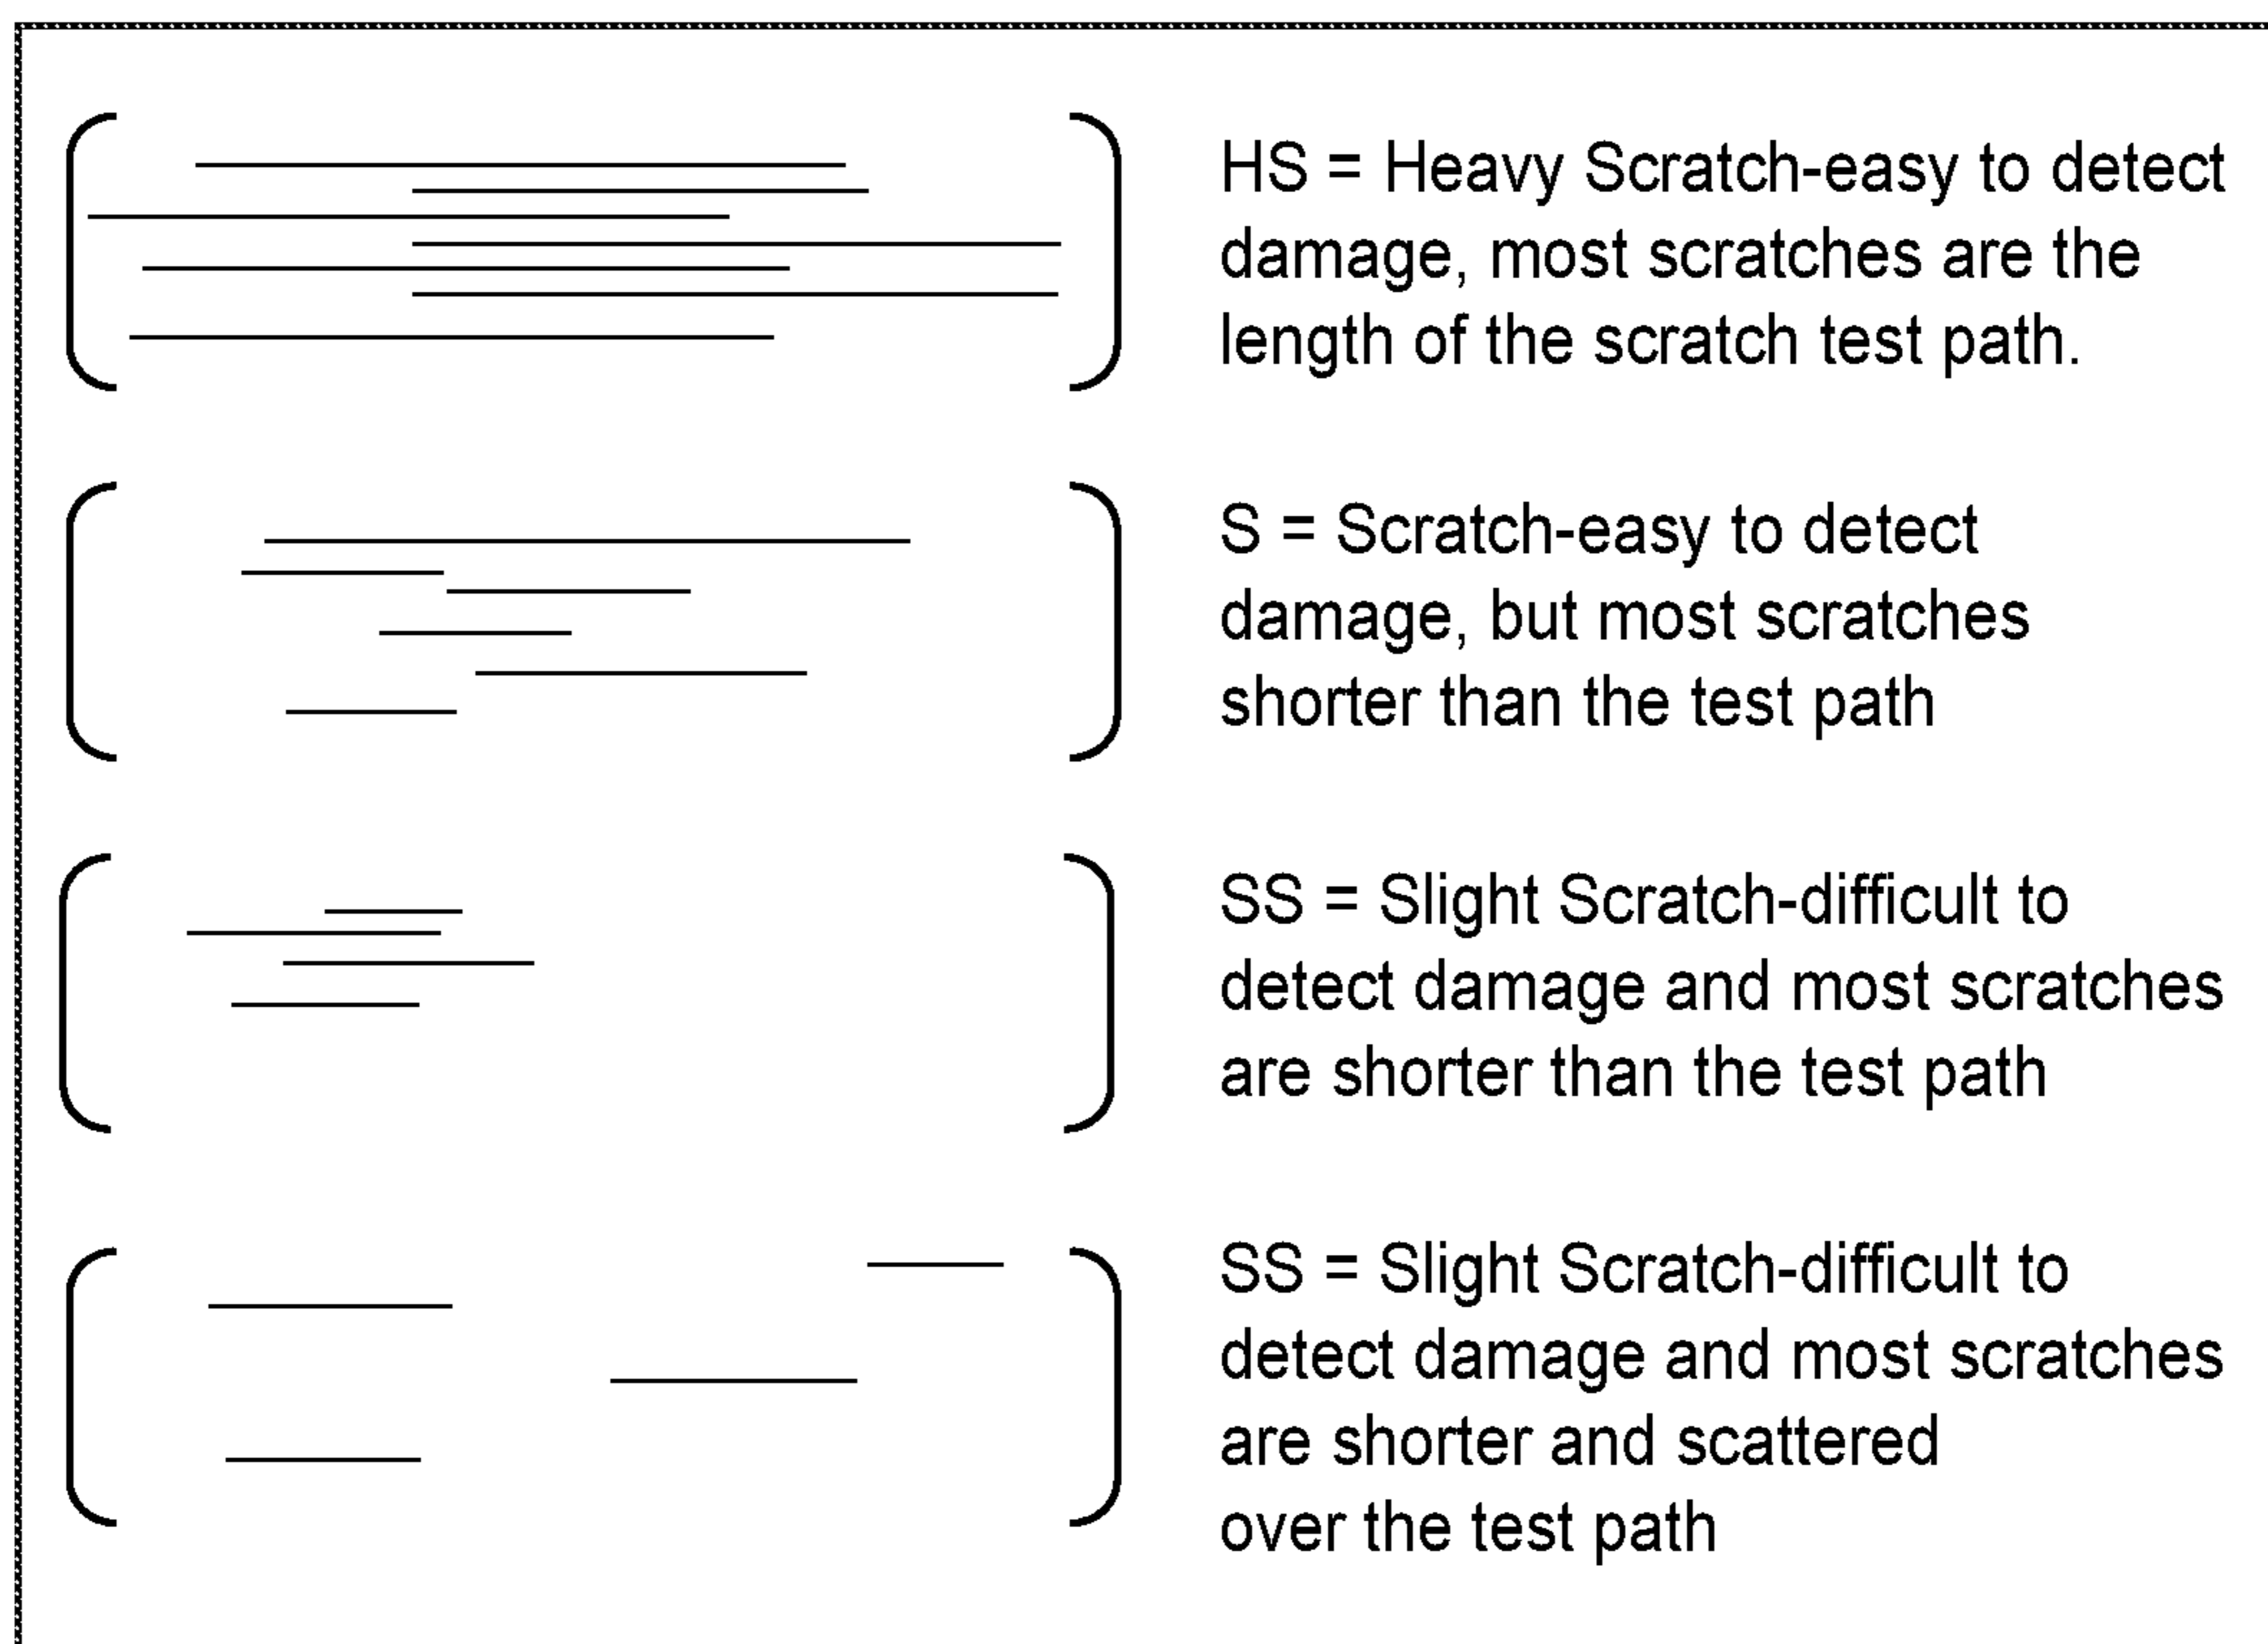 HS = Heavy Scratch-easy to detect
damage, most scratches are the
length of the scratch test path.
S = Scratch-easy to detect
damage, but most scratches
shorter than the test path
SS = Slight Scratch-difficult to
detect damage and most scratches
are shorter than the test path
SS = Slight Scratch-difficult to
detect damage and most scratches
are shorter and scattered
over the test path